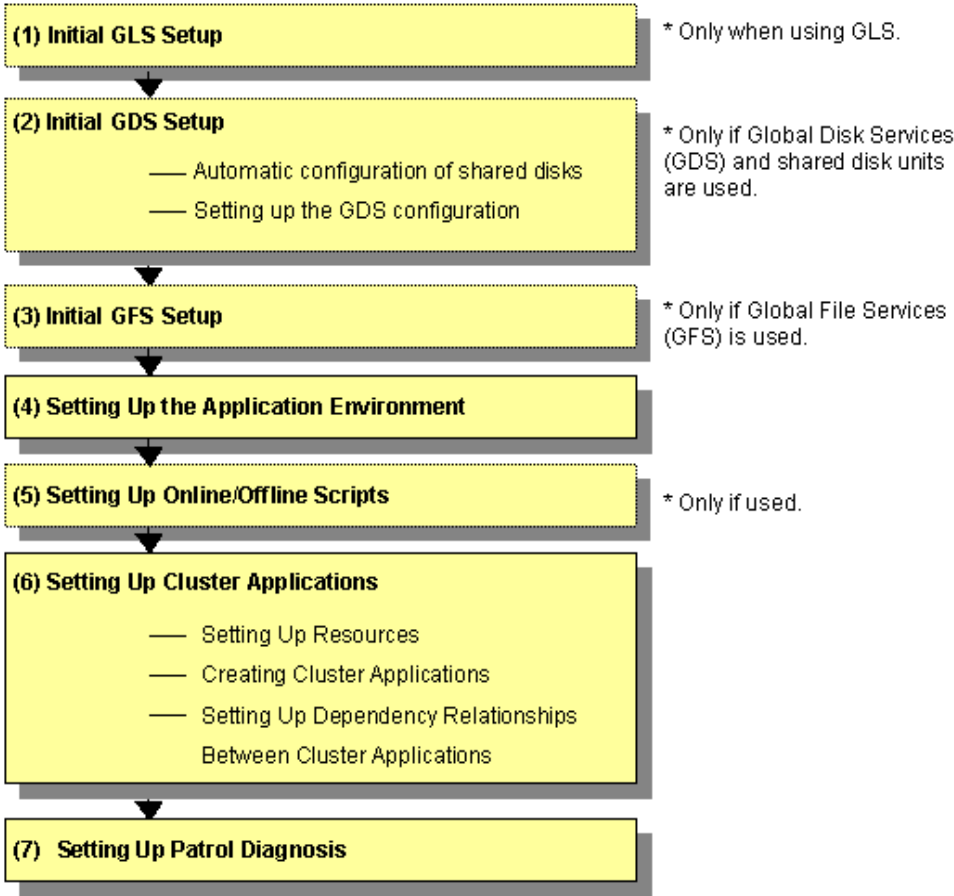 (1) Initial GLS Setup
* Only when using GLS.
(2) Initial GDS Setup
Automatic configuration of shared disks
Setting up the GDS configuration
* Only if Global Disk Services
(GDS) and shared disk units
are used.
(3) Initial GFS Setup
* Only if Global File Services
(GFS) is used.
(4) Setting Up the Application Environment
(5) Setting Up Online/Offline Scripts
* Only if used.
(6) Setting Up Cluster Applications
Setting Up Resources
Creating Cluster Applications
Setting Up Dependency Relationships
Between Cluster Applications
(7) Setting Up Patrol Diagnosis